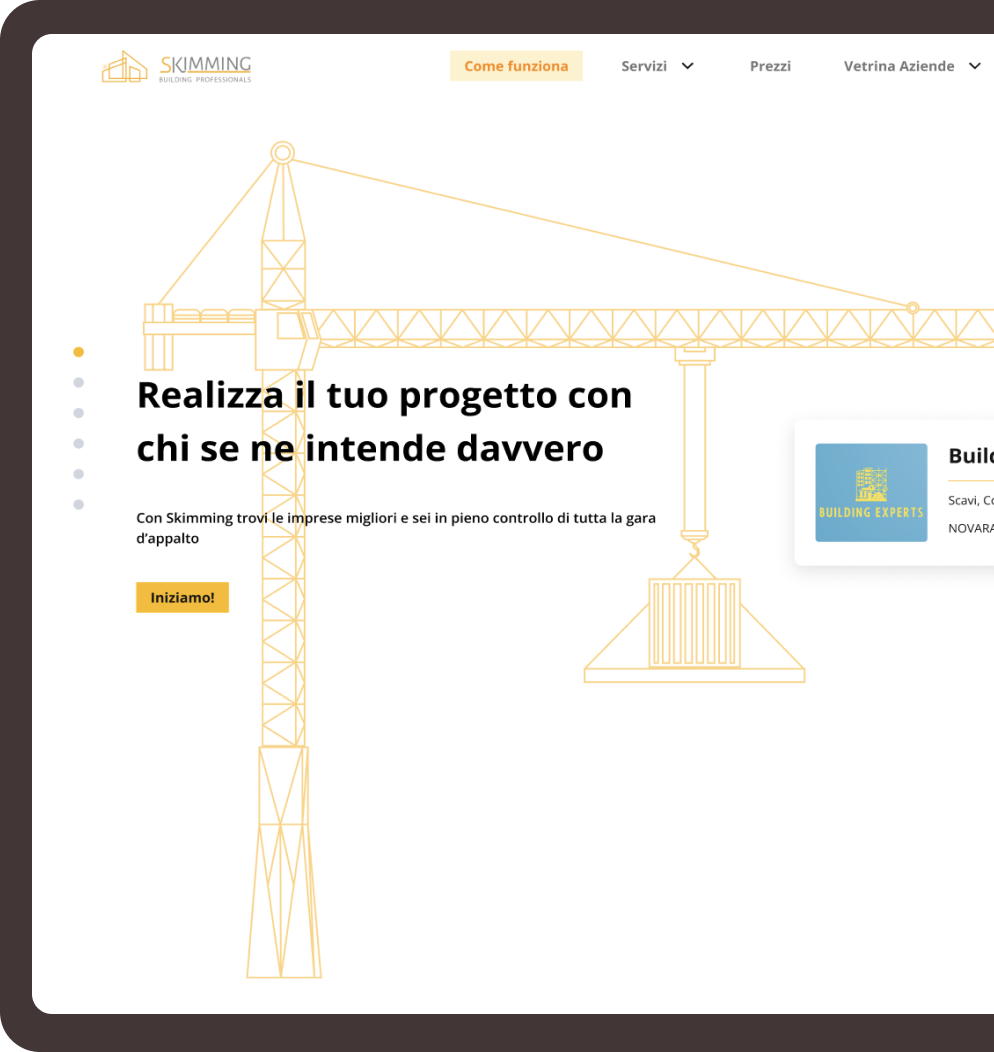 SKIMMING
BUILDING PROFESSIONALS
Come funziona
Servizi
Prezzi
Vetrina Aziende
Realizza il tuo progetto con
chi se ne intende davvero
Con Skimming trovi le imprese migliori e sei in pieno controllo di tutta la gara
d’appalto
Iniziamo!
BUILDING EXPERTS
Scavi,
NOVARA